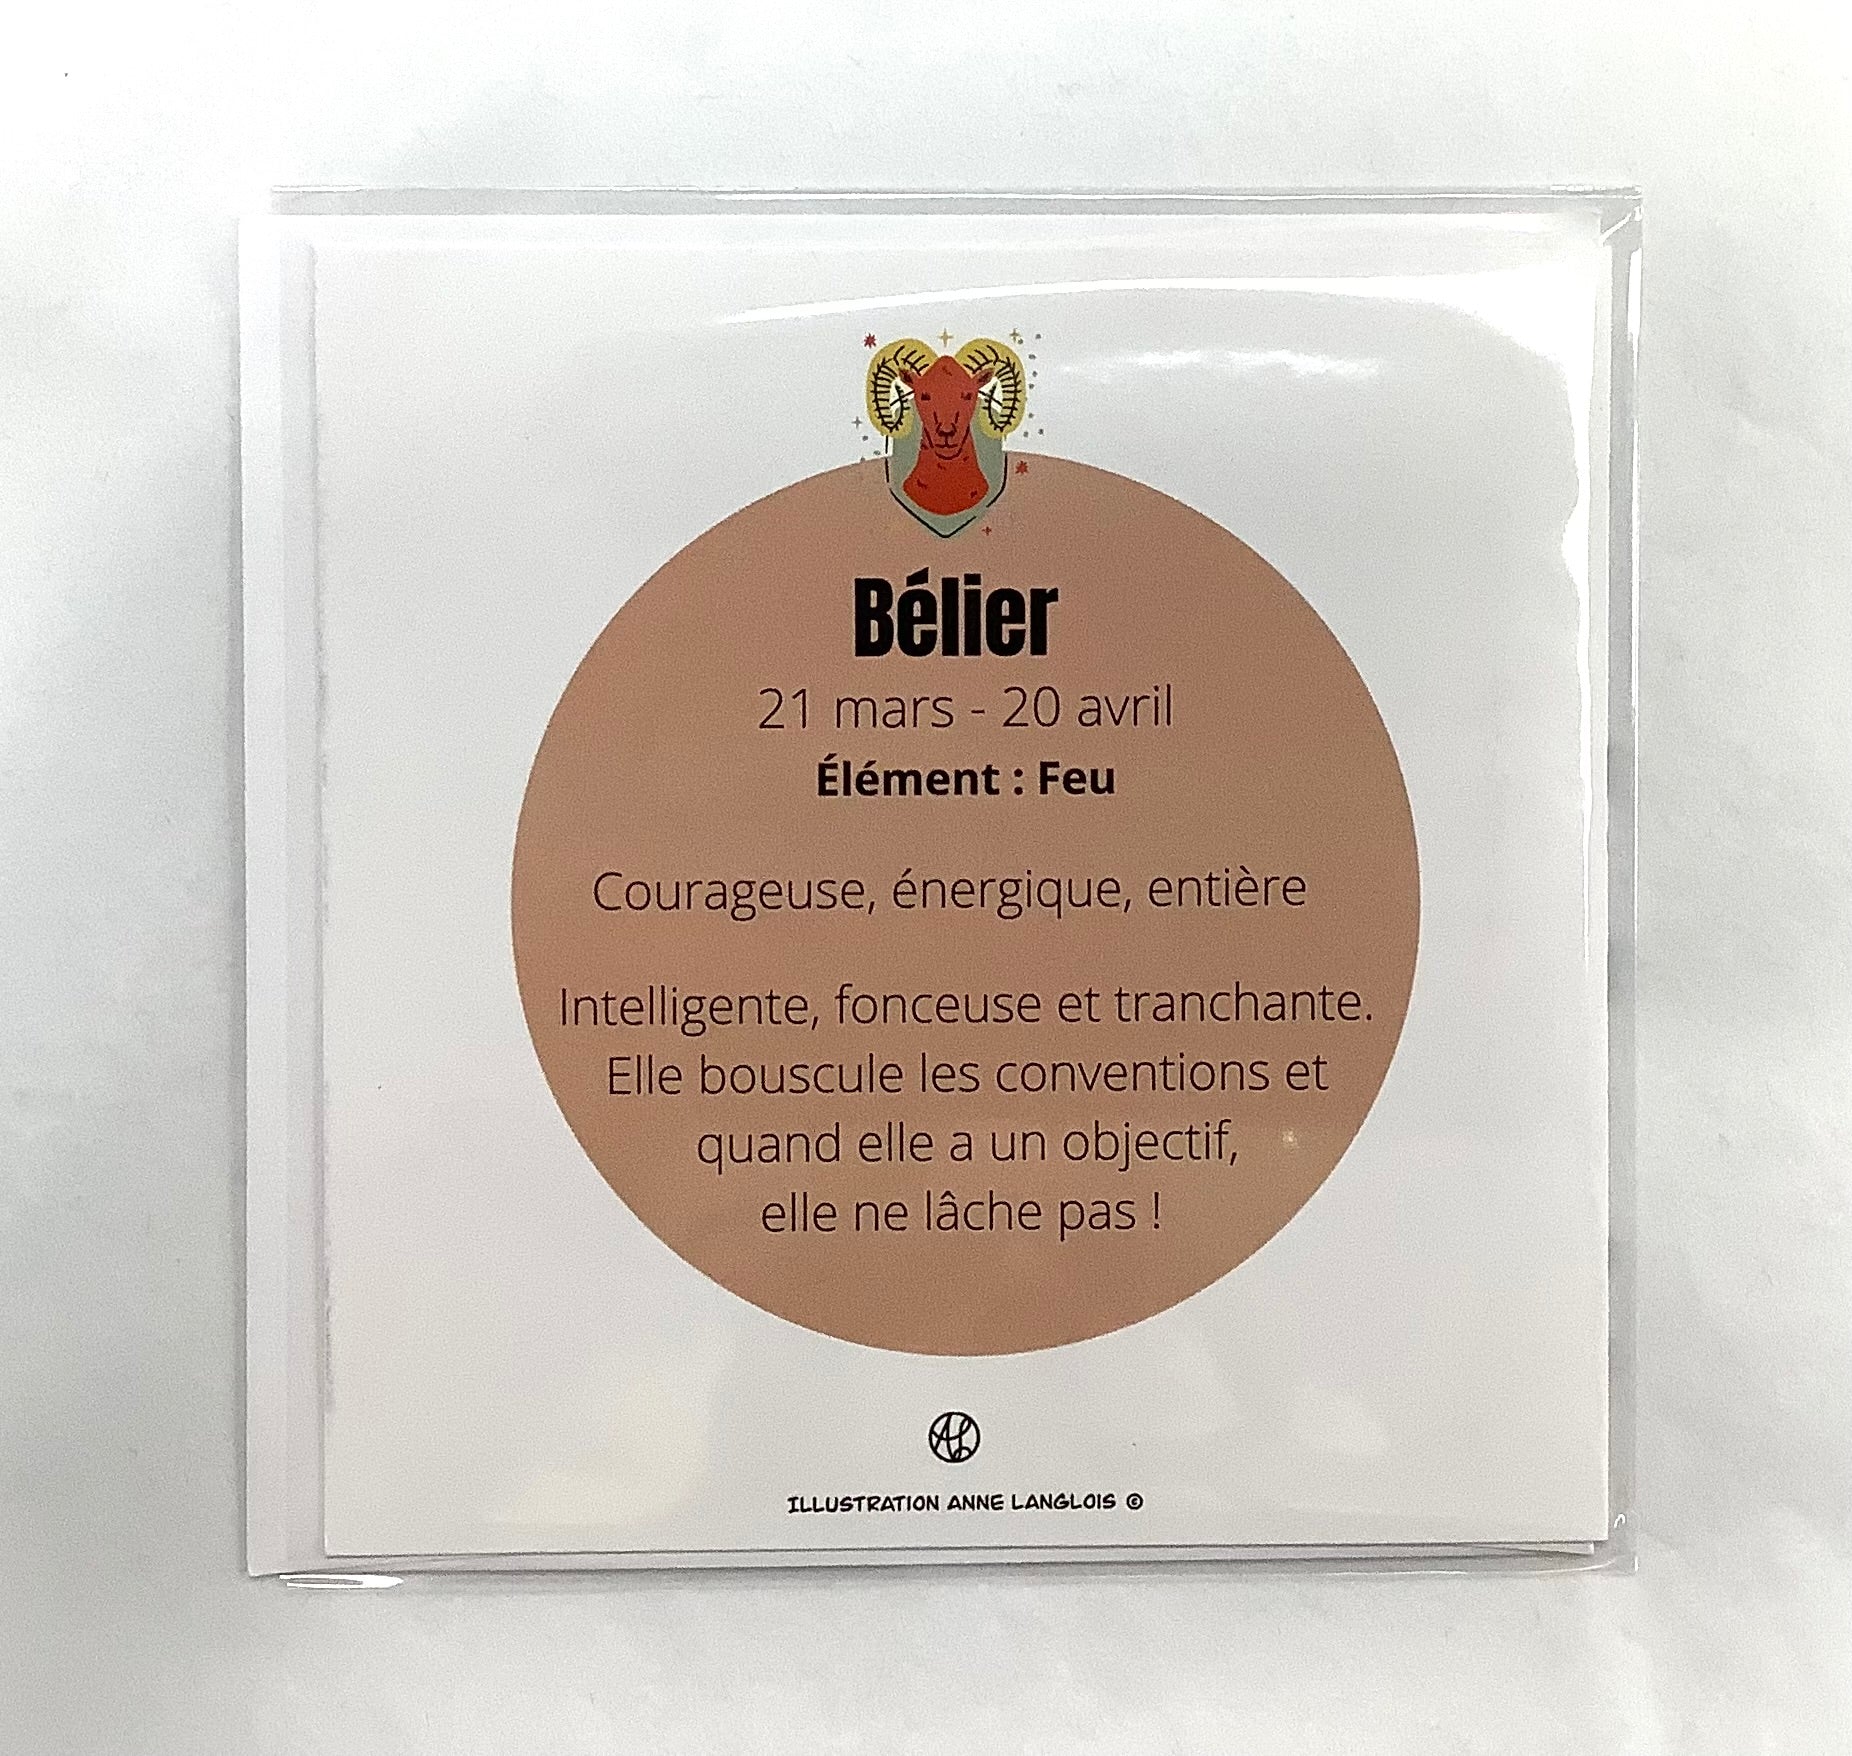 Bélier
21 mars - 20 avril
Élément : Feu
Courageuse, énergique, entière
Intelligente, fonceuse et tranchante.
Elle bouscule les conventions et
quand elle a un objectif,
elle ne lâche pas !
AL
ILLUSTRATION ANNE LANGLOIS ©